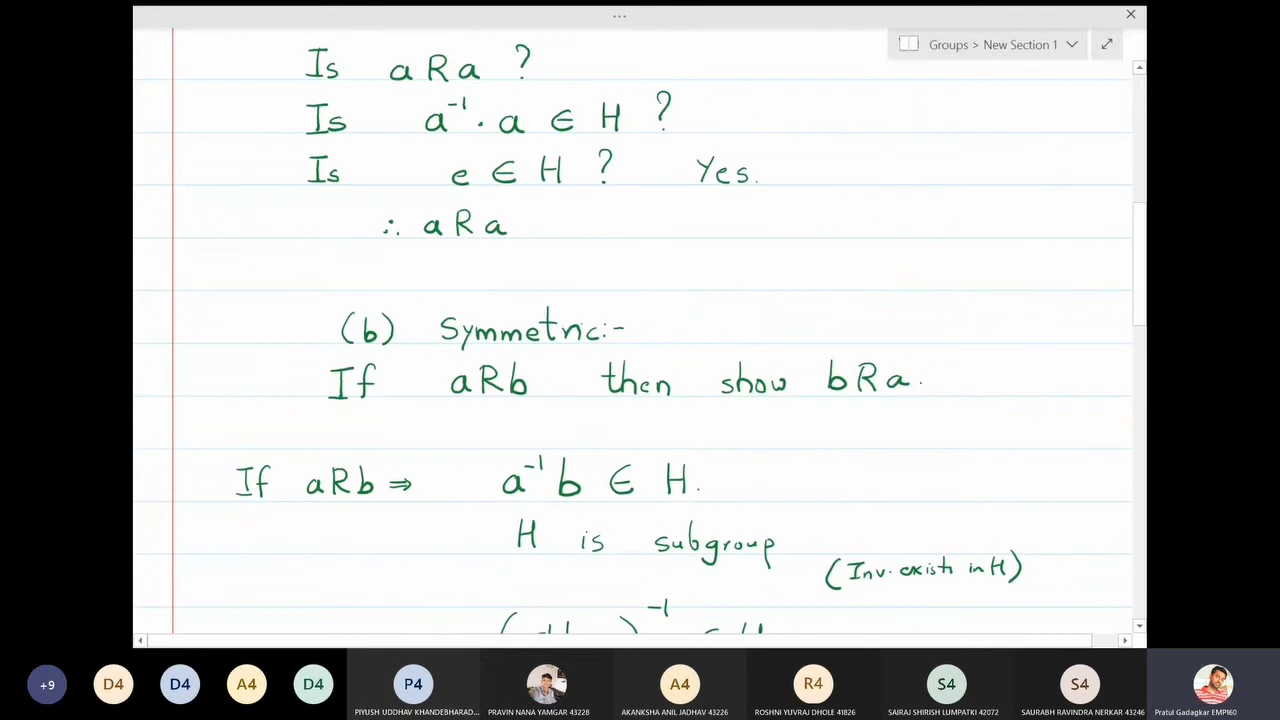 Groups > New Section 1
Is aRa ?
Is a⁻¹ . a ∈ H ?
Is e ∈ H ? Yes.
∴ aRa
(b) Symmetric:-
If aRb then show bRa.
If aRb ⇒ a⁻¹b ∈ H.
H is subgroup
(Inv. exists in H)
+9 D4 D4 A4 D4 P4 A4 R4 S4 S4
PIYUSH UDDHAV KHANDEBHARAD... PRAVIN NANA YAMGAR 43228 AKANKSHA ANIL JADHAV 43226 ROSHNI YUVRAJ DHOLE 41826 SAIRAJ SHIRISH LUMPATKI 42072 SAURABH RAVINDRA NERKAR 43246 Pratul Gadagkar EMP160